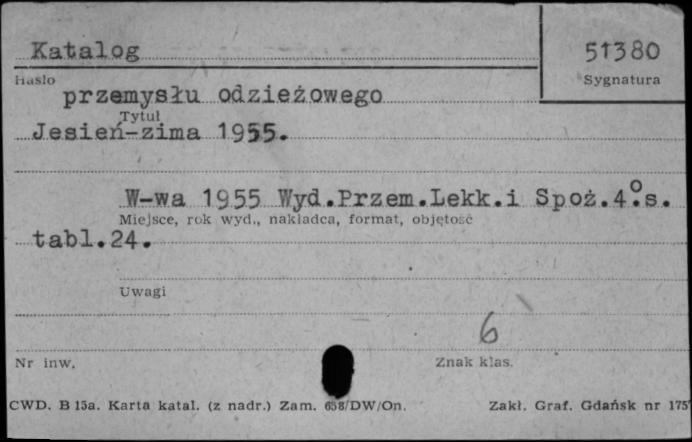 Katalog
51380
Hasło
Sygnatura
przemysłu odzieżowego
Tytuł
Jesień-zima 1955.
W-wa 1955 Wyd.Przem.Lekk.i Spoż.4°.s.
Miejsce, rok wyd., nakładca, format, objętość
tabl.24.
Uwagi
6
Nr inw.
Znak klas.
CWD. B 15a. Karta katal. (z nadr.) Zam. 658/DW/On.
Zakł. Graf. Gdańsk nr 175